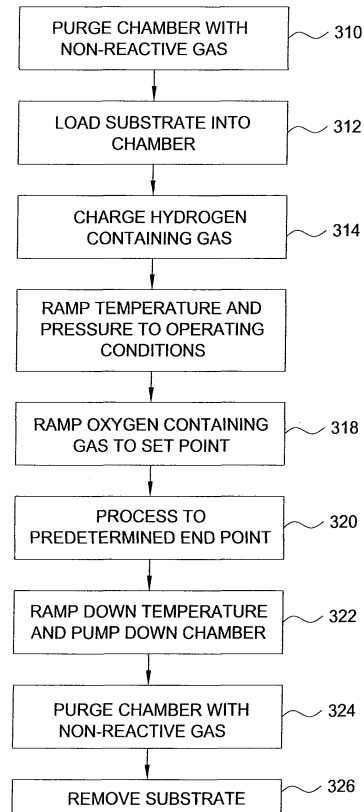 PURGE CHAMBER WITH
NON-REACTIVE GAS
310
LOAD SUBSTRATE INTO
CHAMBER
312
CHARGE HYDROGEN
CONTAINING GAS
314
RAMP TEMPERATURE AND
PRESSURE TO OPERATING
CONDITIONS
RAMP OXYGEN CONTAINING
GAS TO SET POINT
318
PROCESS TO
PREDETERMINED END POINT
320
RAMP DOWN TEMPERATURE
AND PUMP DOWN CHAMBER
322
PURGE CHAMBER WITH
NON-REACTIVE GAS
324
REMOVE SUBSTRATE
326